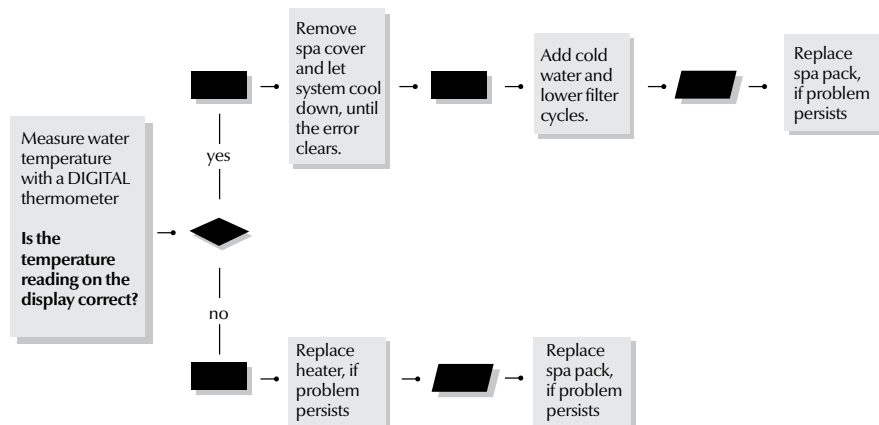 Measure water
temperature
with a DIGITAL
thermometer
Is the
temperature
reading on the
display correct?
yes
Remove
spa cover
and let
system cool
down, until
the error
clears.
Add cold
water and
lower filter
cycles.
Replace
spa pack,
if problem
persists
no
Replace
heater, if
problem
persists
Replace
spa pack,
if problem
persists